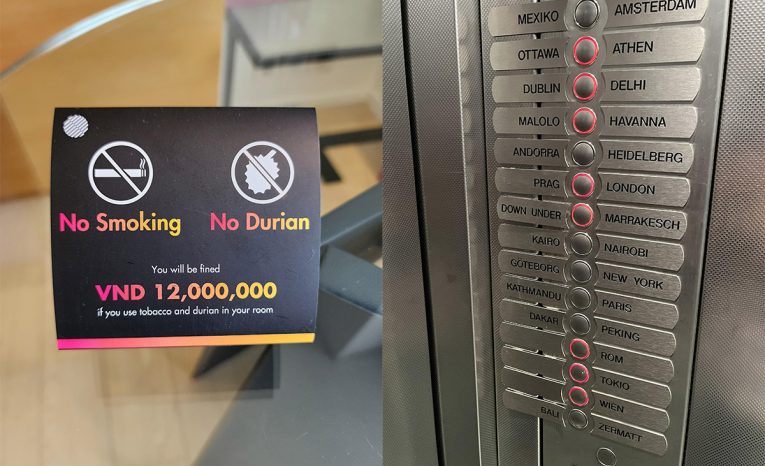 No Smoking No Durian
You will be fined
VND 12,000,000
if you use tobacco and durian in your room
MEXIKO AMSTERDAM
OTTAWA ATHEN
DUBLIN DELHI
MALOLO HAVANNA
ANDORRA HEIDELBERG
PRAG LONDON
DOWN UNDER MARRAKESCH
KAIRO NAIROBI
GÖTEBORG NEW YORK
KATHMANDU PARIS
DAKAR PEKING
ROM
TOKIO
WIEN
BALI ZERMATT